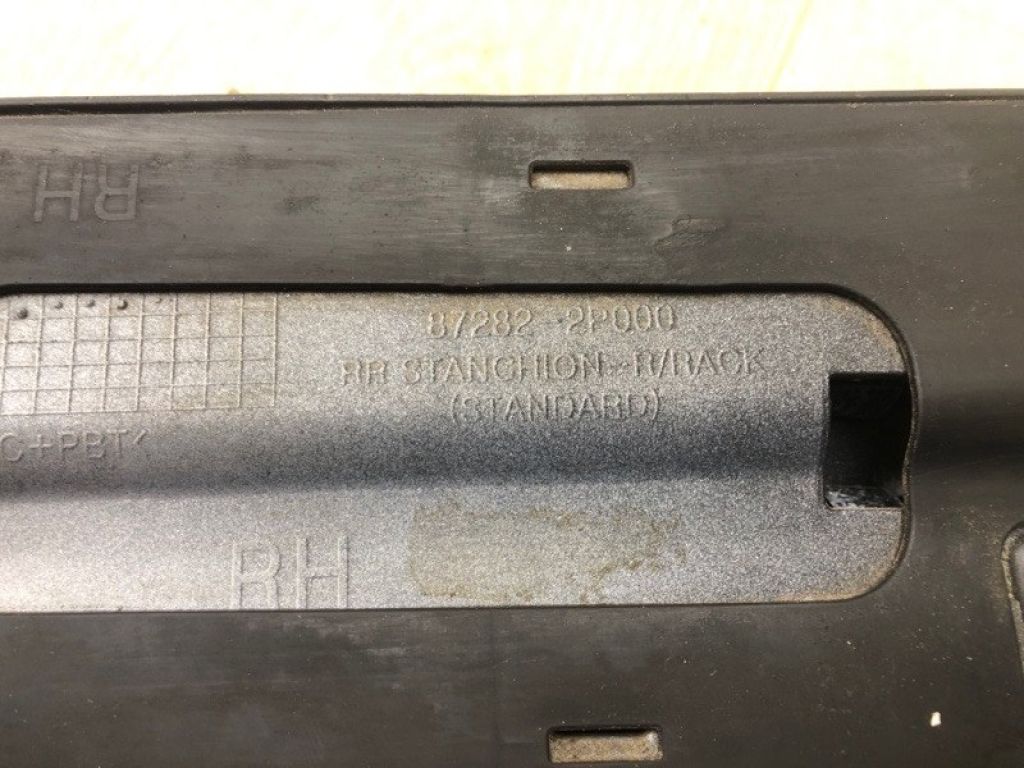 RH
87282-2P000
RR STANCHION-R/RACK
(STANDARD)
C+PBT<
RH